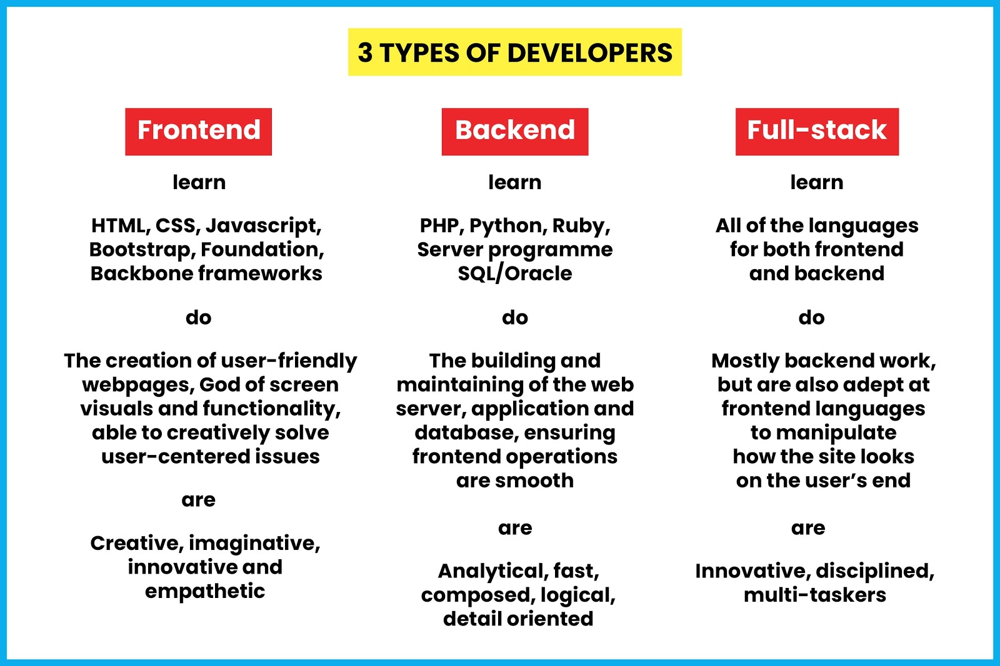 3 TYPES OF DEVELOPERS
Frontend
learn
HTML, CSS, Javascript,
Bootstrap, Foundation,
Backbone frameworks
do
The creation of user-friendly
webpages, God of screen
visuals and functionality,
able to creatively solve
user-centered issues
are
Creative, imaginative,
innovative and
empathetic
Backend
learn
PHP, Python, Ruby,
Server programme
SQL/Oracle
do
The building and
maintaining of the web
server, application and
database, ensuring
frontend operations
are smooth
are
Analytical, fast,
composed, logical,
detail oriented
Full-stack
learn
All of the languages
for both frontend
and backend
do
Mostly backend work,
but are also adept at
frontend languages
to manipulate
how the site looks
on the user’s end
are
Innovative, disciplined,
multi-taskers